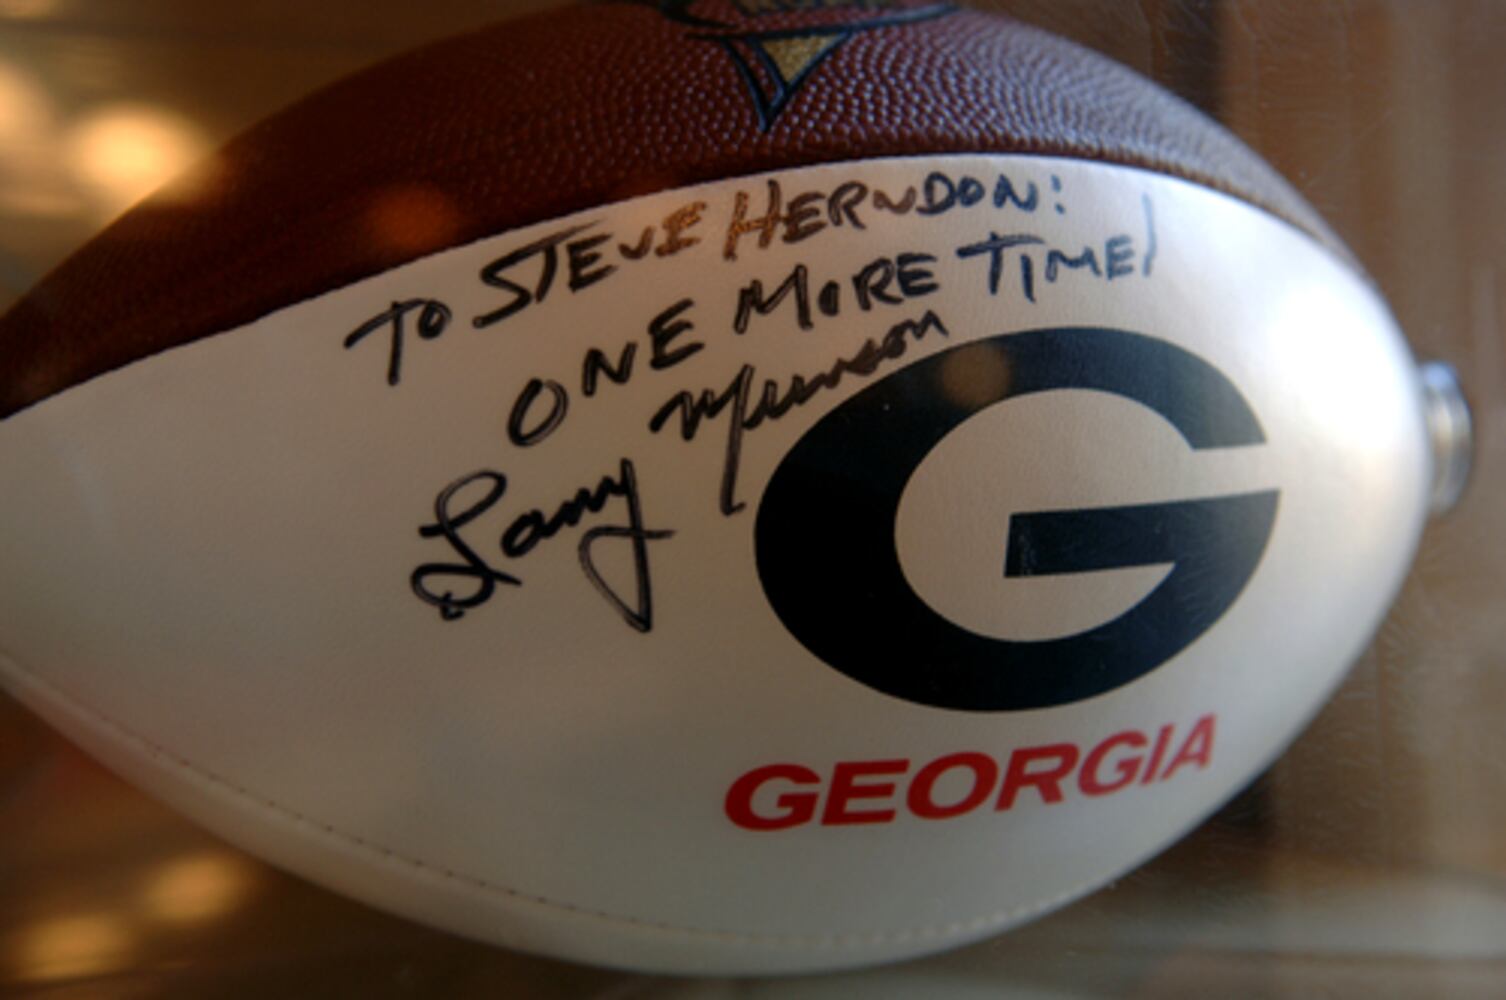 TO STEVE HERNDON:
ONE MORE TIME!
Larry Munson
G
GEORGIA